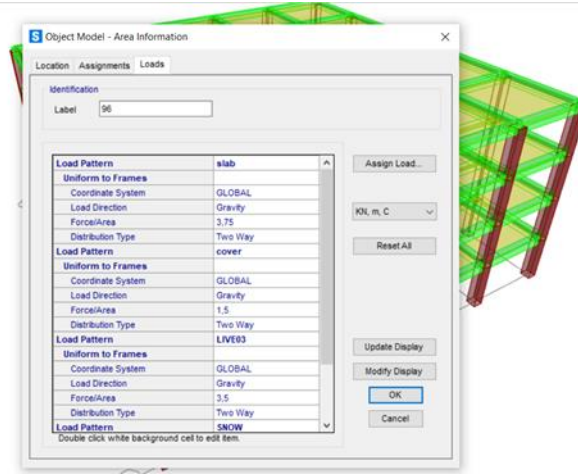 S Object Model - Area Information
Location Assignments Loads
Identification
Label 96
Load Pattern slab
Uniform to Frames
Coordinate System GLOBAL
Load Direction Gravity
Force/Area 3,75
Distribution Type Two Way
Load Pattern cover
Uniform to Frames
Coordinate System GLOBAL
Load Direction Gravity
Force/Area 1,5
Distribution Type Two Way
Load Pattern LIVE03
Uniform to Frames
Coordinate System GLOBAL
Load Direction Gravity
Force/Area 3,5
Distribution Type Two Way
Load Pattern SNOW
Double click white background cell to edit item.
Assign Load...
KN, m, C
Reset All
Update Display
Modify Display
OK
Cancel